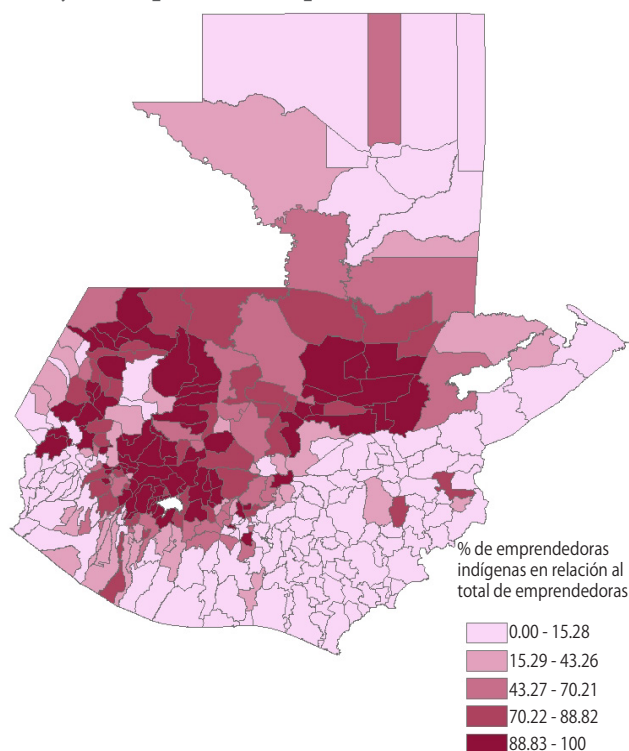 % de emprendedoras
indígenas en relación al
total de emprendedoras
0.00 - 15.28
15.29 - 43.26
43.27 - 70.21
70.22 - 88.82
88.83 - 100